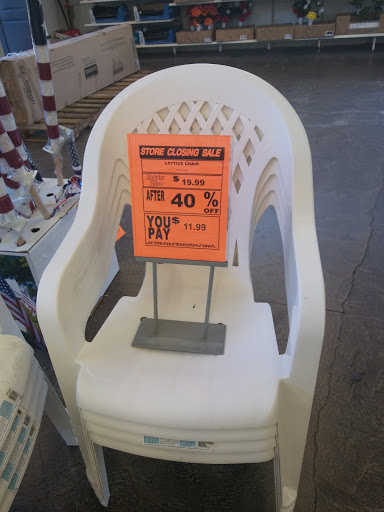 STORE CLOSING SALE
LATTICE CHAIR
$ 19.99
AFTER 40 % OFF
YOU PAY $ 11.99